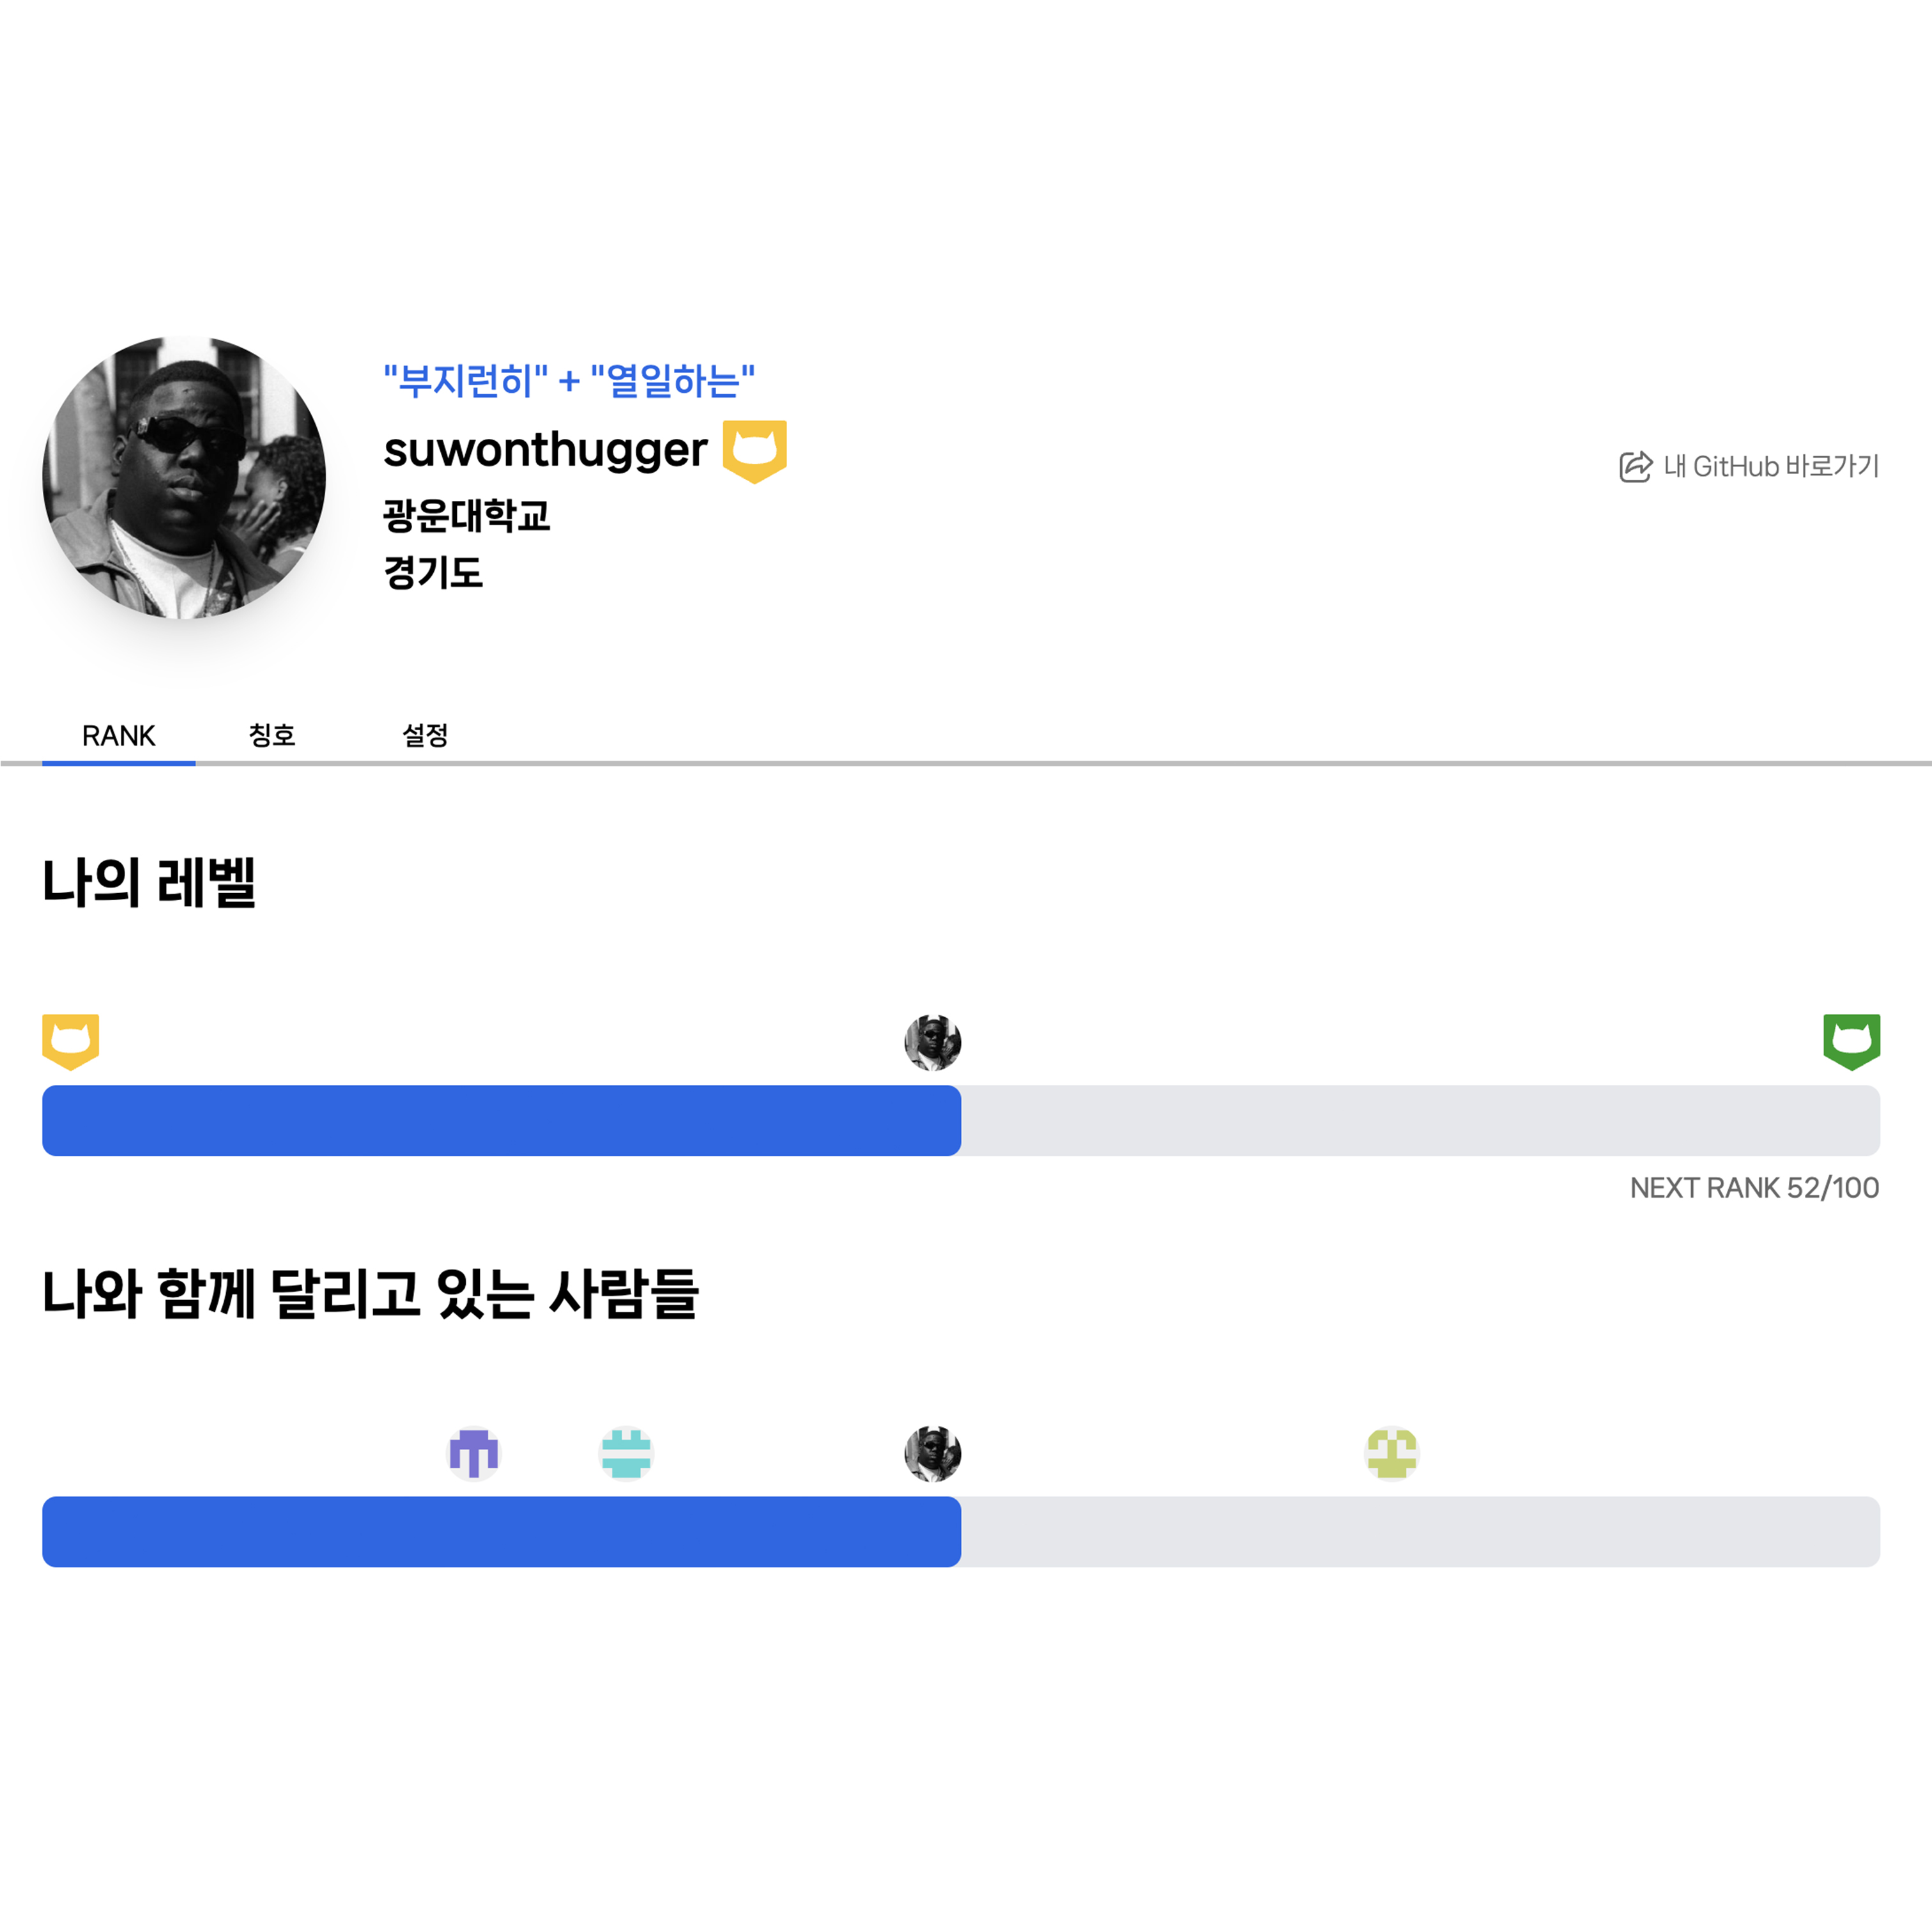 "부지런히" + "열일하는"
suwonthugger
광운대학교
경기도
내 GitHub 바로가기
RANK 칭호 설정
나의 레벨
NEXT RANK 52/100
나와 함께 달리고 있는 사람들